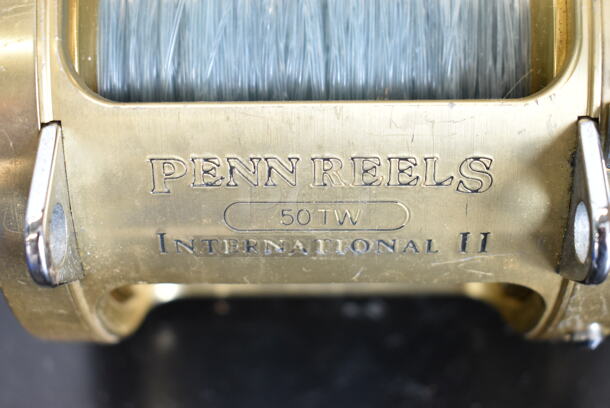 PENN REELS
50TW
INTERNATIONAL II